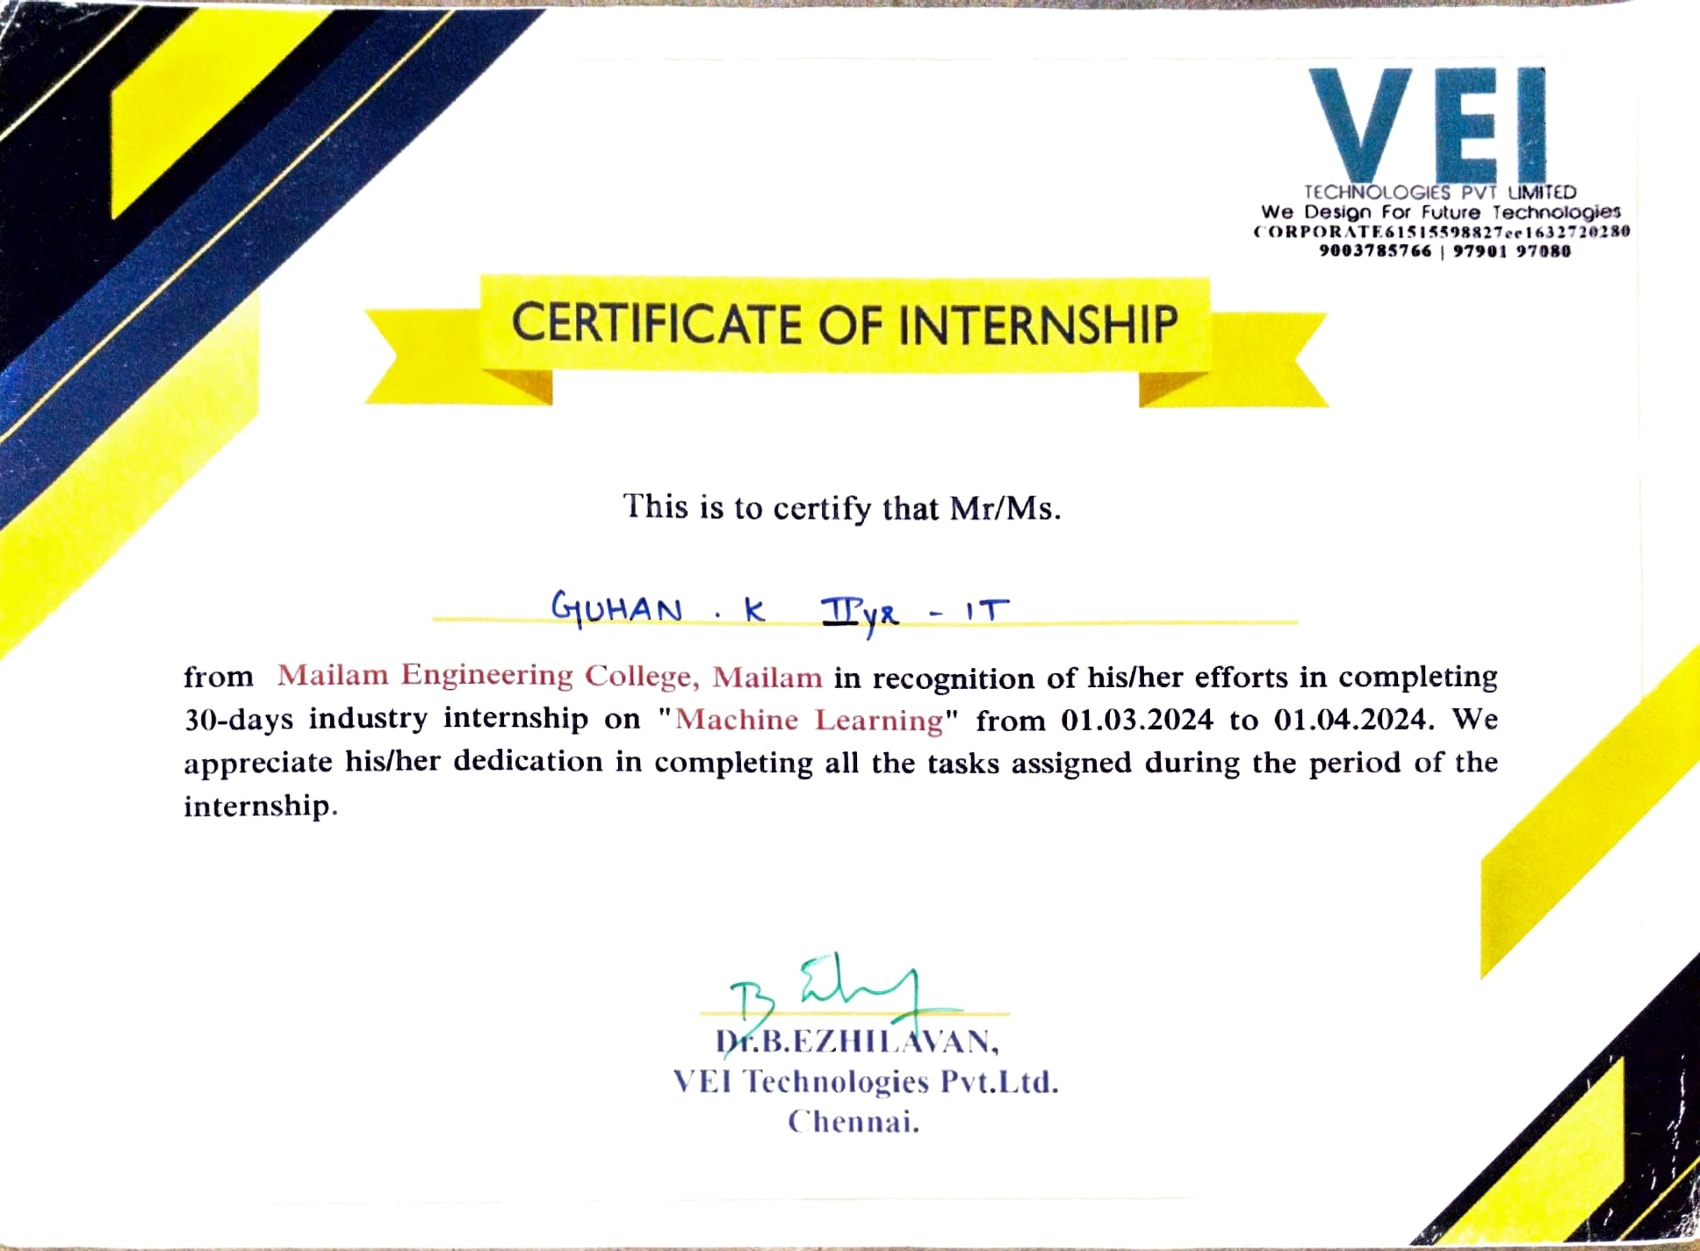 VEI
TECHNOLOGIES PVT LIMITED
We Design For Future Technologies
CORPORATE61515598827ee1632720280
9003785766 | 97901 97080
CERTIFICATE OF INTERNSHIP
This is to certify that Mr/Ms.
GUHAN . K IIyr - IT
from Mailam Engineering College, Mailam in recognition of his/her efforts in completing
30-days industry internship on "Machine Learning" from 01.03.2024 to 01.04.2024. We
appreciate his/her dedication in completing all the tasks assigned during the period of the
internship.
Dr.B.EZHILAVAN,
VEI Technologies Pvt.Ltd.
Chennai.